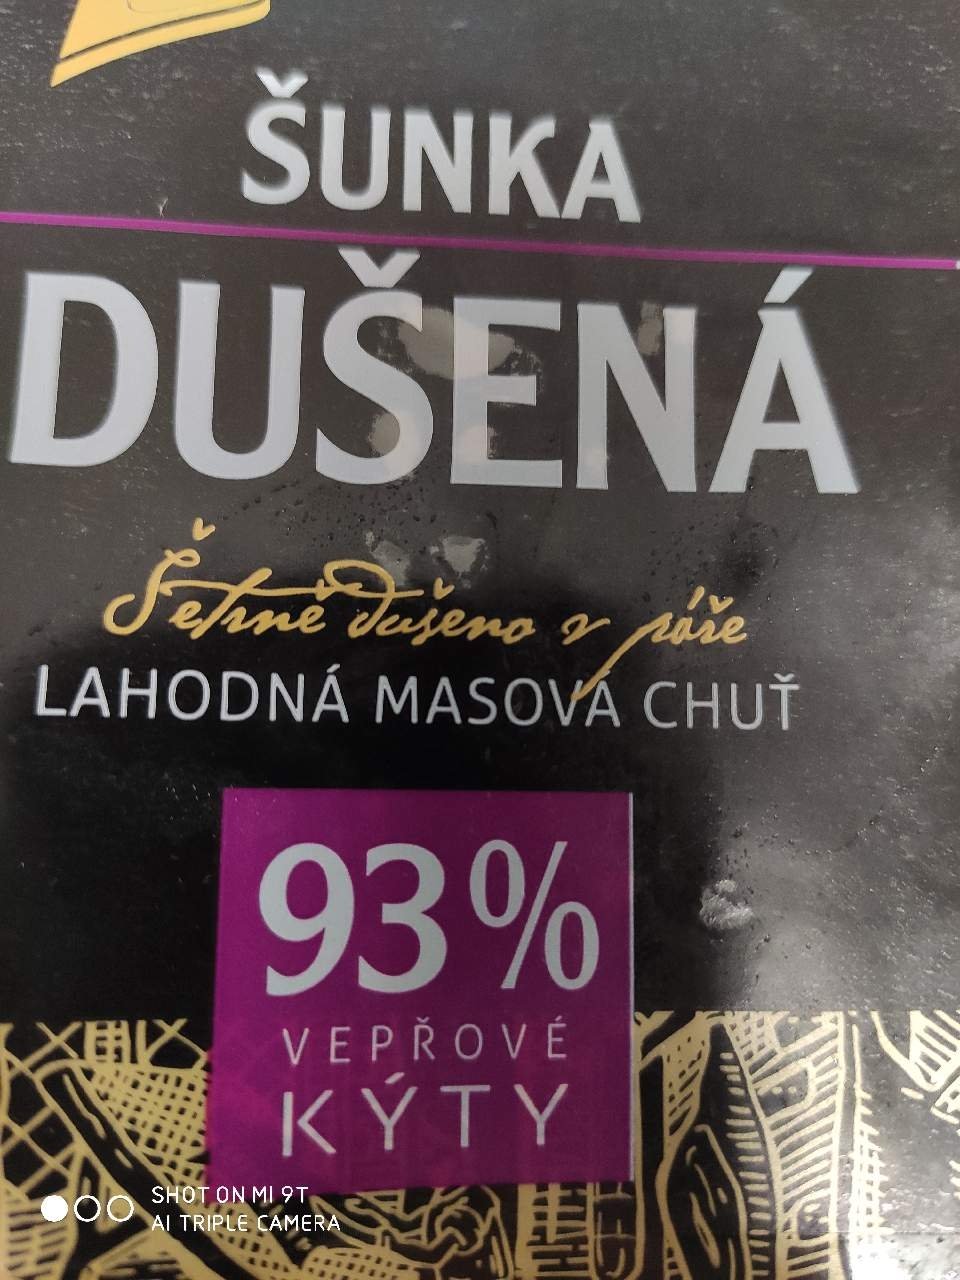 ŠUNKA
DUŠENÁ
Šetrně dušeno v páře
LAHODNÁ MASOVÁ CHUŤ
93%
VEPŘOVÉ
KÝTY
SHOT ON MI 9T
AI TRIPLE CAMERA